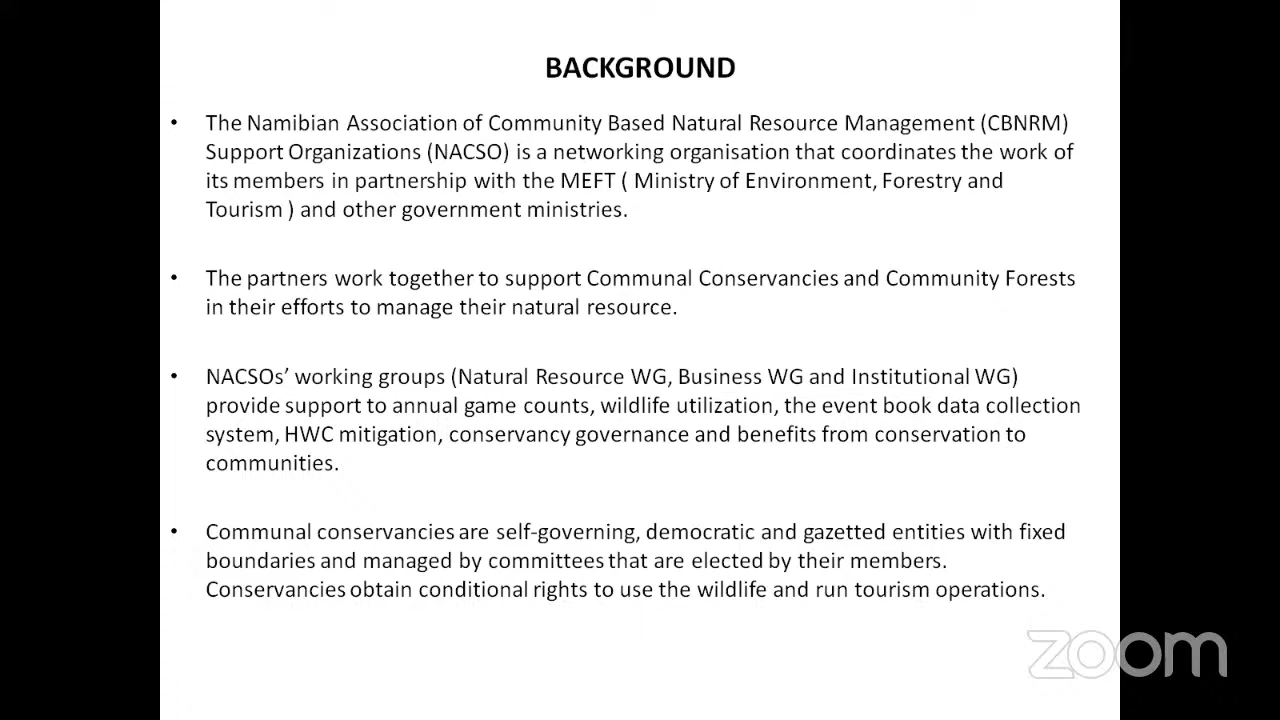 BACKGROUND
• The Namibian Association of Community Based Natural Resource Management (CBNRM)
Support Organizations (NACSO) is a networking organisation that coordinates the work of
its members in partnership with the MEFT ( Ministry of Environment, Forestry and
Tourism ) and other government ministries.
• The partners work together to support Communal Conservancies and Community Forests
in their efforts to manage their natural resource.
• NACSOs’ working groups (Natural Resource WG, Business WG and Institutional WG)
provide support to annual game counts, wildlife utilization, the event book data collection
system, HWC mitigation, conservancy governance and benefits from conservation to
communities.
• Communal conservancies are self-governing, democratic and gazetted entities with fixed
boundaries and managed by committees that are elected by their members.
Conservancies obtain conditional rights to use the wildlife and run tourism operations.
zoom